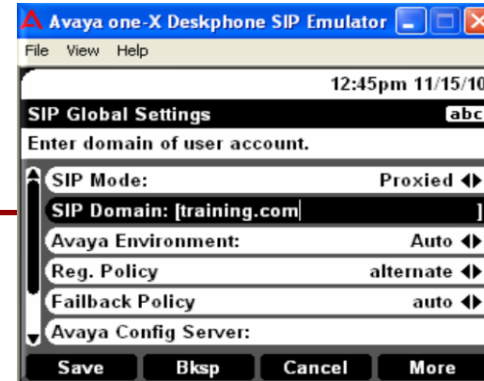 Avaya one-X Deskphone SIP Emulator
File View Help
12:45pm 11/15/10
SIP Global Settings abc
Enter domain of user account.
SIP Mode: Proxied
SIP Domain: [training.com ]
Avaya Environment: Auto
Reg. Policy alternate
Failback Policy auto
Avaya Config Server:
Save Bksp Cancel More